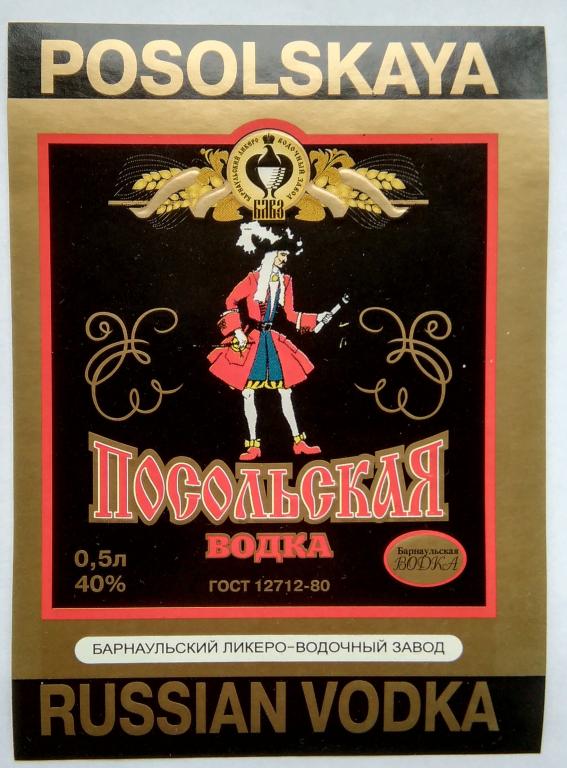 POSOLSKAYA
БАРНАУЛЬСКИЙ ЛИКЕРО ВОДОЧНЫЙ ЗАВОД
БЛВЗ
ПОСОЛЬСКАЯ
ВОДКА
0,5л
40%
ГОСТ 12712-80
Барнаульская
ВОДКА
БАРНАУЛЬСКИЙ ЛИКЕРО-ВОДОЧНЫЙ ЗАВОД
RUSSIAN VODKA